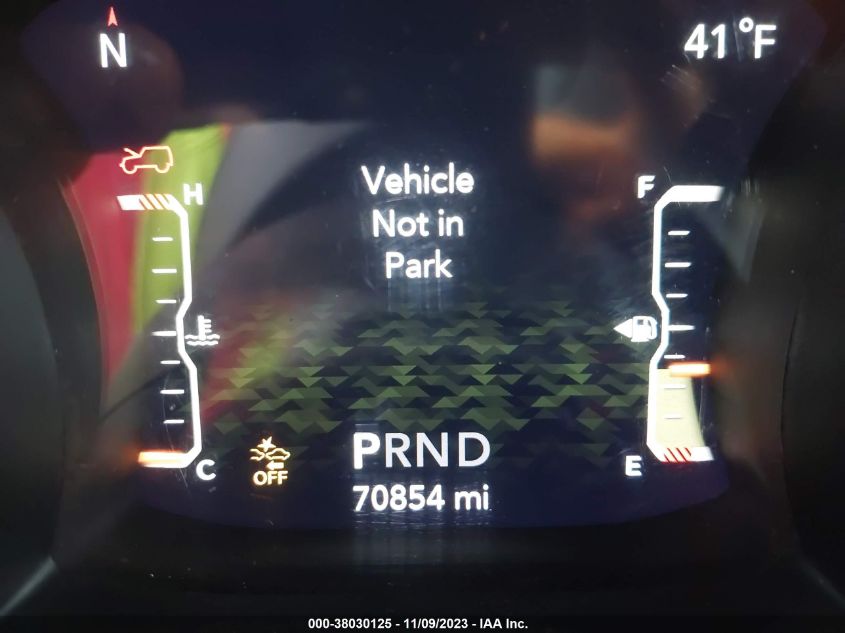 N
41°F
H
F
Vehicle
Not in
Park
C
OFF
PRND
E
70854 mi
000-38030125 - 11/09/2023 - IAA Inc.